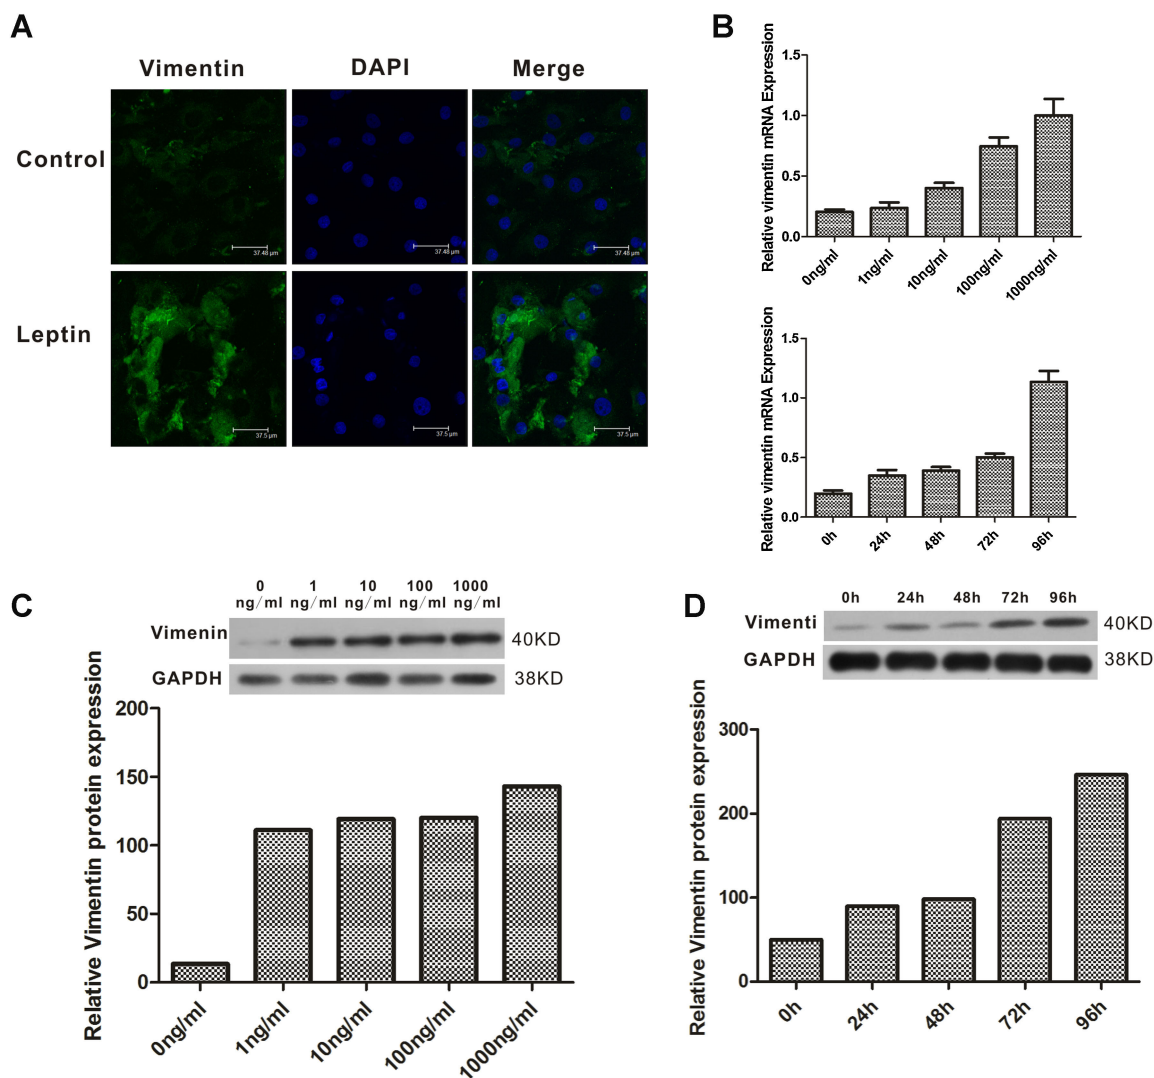 A
Vimentin DAPI Merge
Control
37.48 µm 37.48 µm 37.48 µm
Leptin
37.5 µm 37.5 µm 37.5 µm
B
Relative vimentin mRNA Expression
1.5
1.0
0.5
0.0
0ng/ml 1ng/ml 10ng/ml 100ng/ml 1000ng/ml
Relative vimentin mRNA Expression
1.5
1.0
0.5
0.0
0h 24h 48h 72h 96h
C
0 1 10 100 1000
ng/ml ng/ml ng/ml ng/ml ng/ml
Vimenin 40KD
GAPDH 38KD
Relative Vimentin protein expression
200
150
100
50
0
0ng/ml 1ng/ml 10ng/ml 100ng/ml 1000ng/ml
D
0h 24h 48h 72h 96h
Vimenti 40KD
GAPDH 38KD
Relative Vimentin protein expression
300
200
100
0
0h 24h 48h 72h 96h